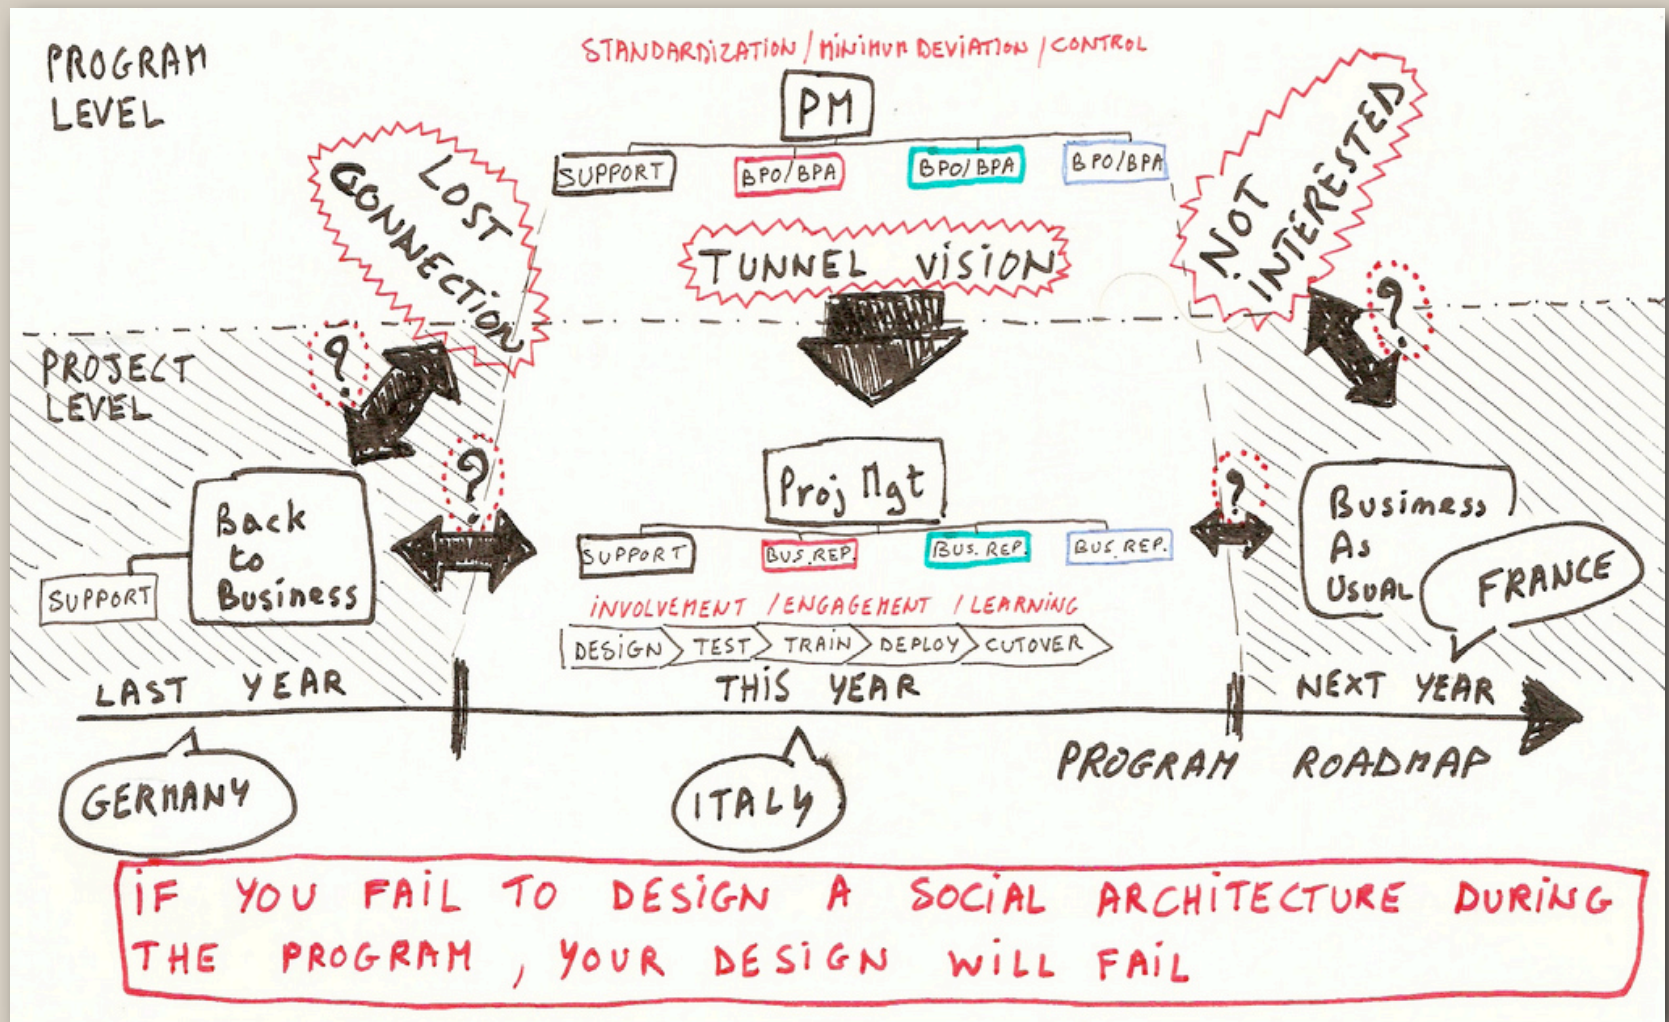 PROGRAM
LEVEL
STANDARDIZATION / MINIMUM DEVIATION / CONTROL
PM
SUPPORT
BPO/BPA
BPO/BPA
BPO/BPA
LOST
CONNECTION
TUNNEL VISION
NOT
INTERESTED
?
?
PROJECT
LEVEL
?
?
Proj Mgt
SUPPORT
BUS. REP.
BUS. REP.
BUS. REP.
Back
to
Business
SUPPORT
Business
As
USUAL
FRANCE
INVOLVEMENT / ENGAGEMENT / LEARNING
DESIGN
TEST
TRAIN
DEPLOY
CUTOVER
LAST YEAR
THIS YEAR
NEXT YEAR
PROGRAM ROADMAP
GERMANY
ITALY
IF YOU FAIL TO DESIGN A SOCIAL ARCHITECTURE DURING
THE PROGRAM, YOUR DESIGN WILL FAIL